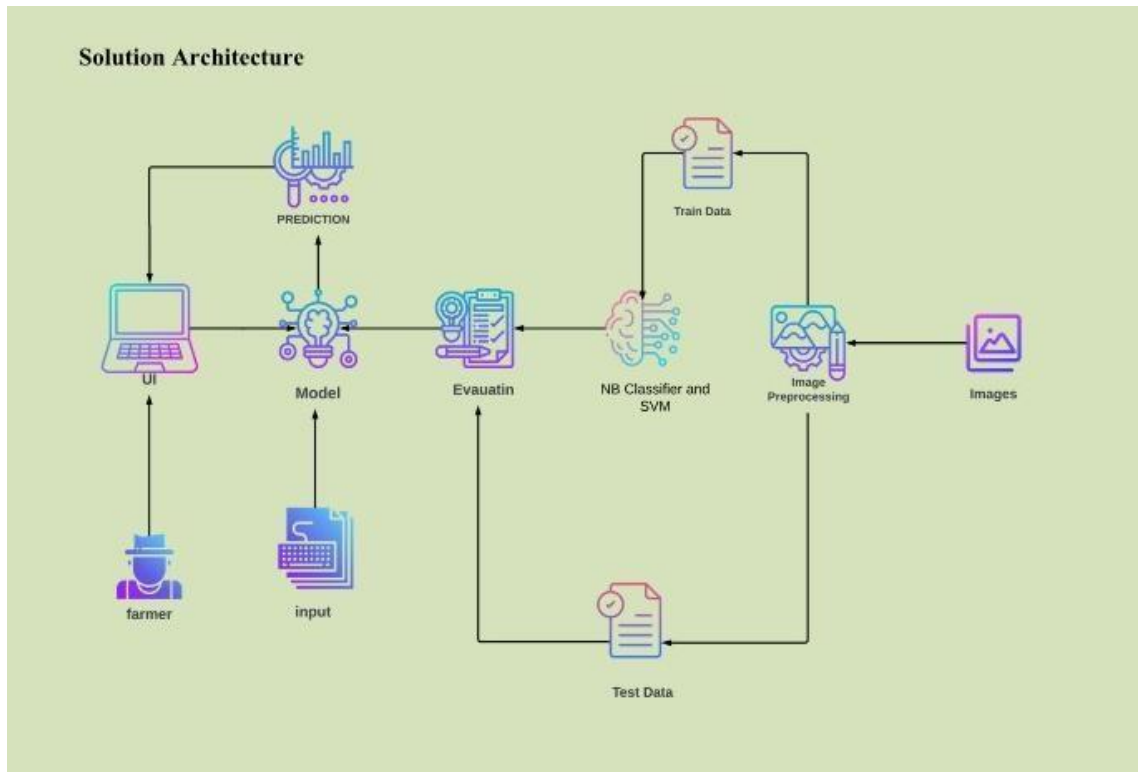 Solution Architecture
PREDICTION
Train Data
UI
Model
Evauatin
NB Classifier and
SVM
Image
Preprocessing
Images
farmer
input
Test Data